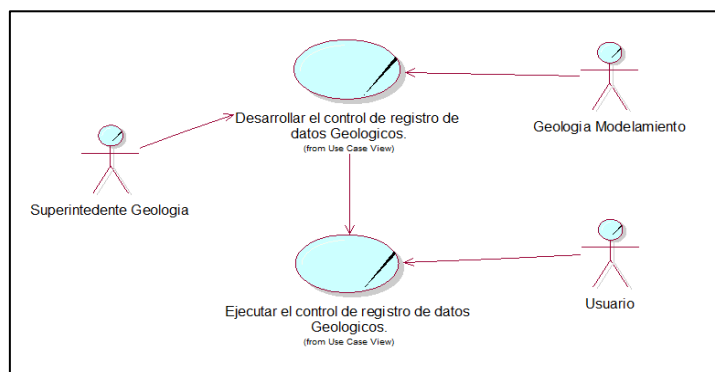 Desarrollar el control de registro de
datos Geologicos.
(from Use Case View)
Geologia Modelamiento
Superintedente Geologia
Ejecutar el control de registro de datos
Geologicos.
(from Use Case View)
Usuario